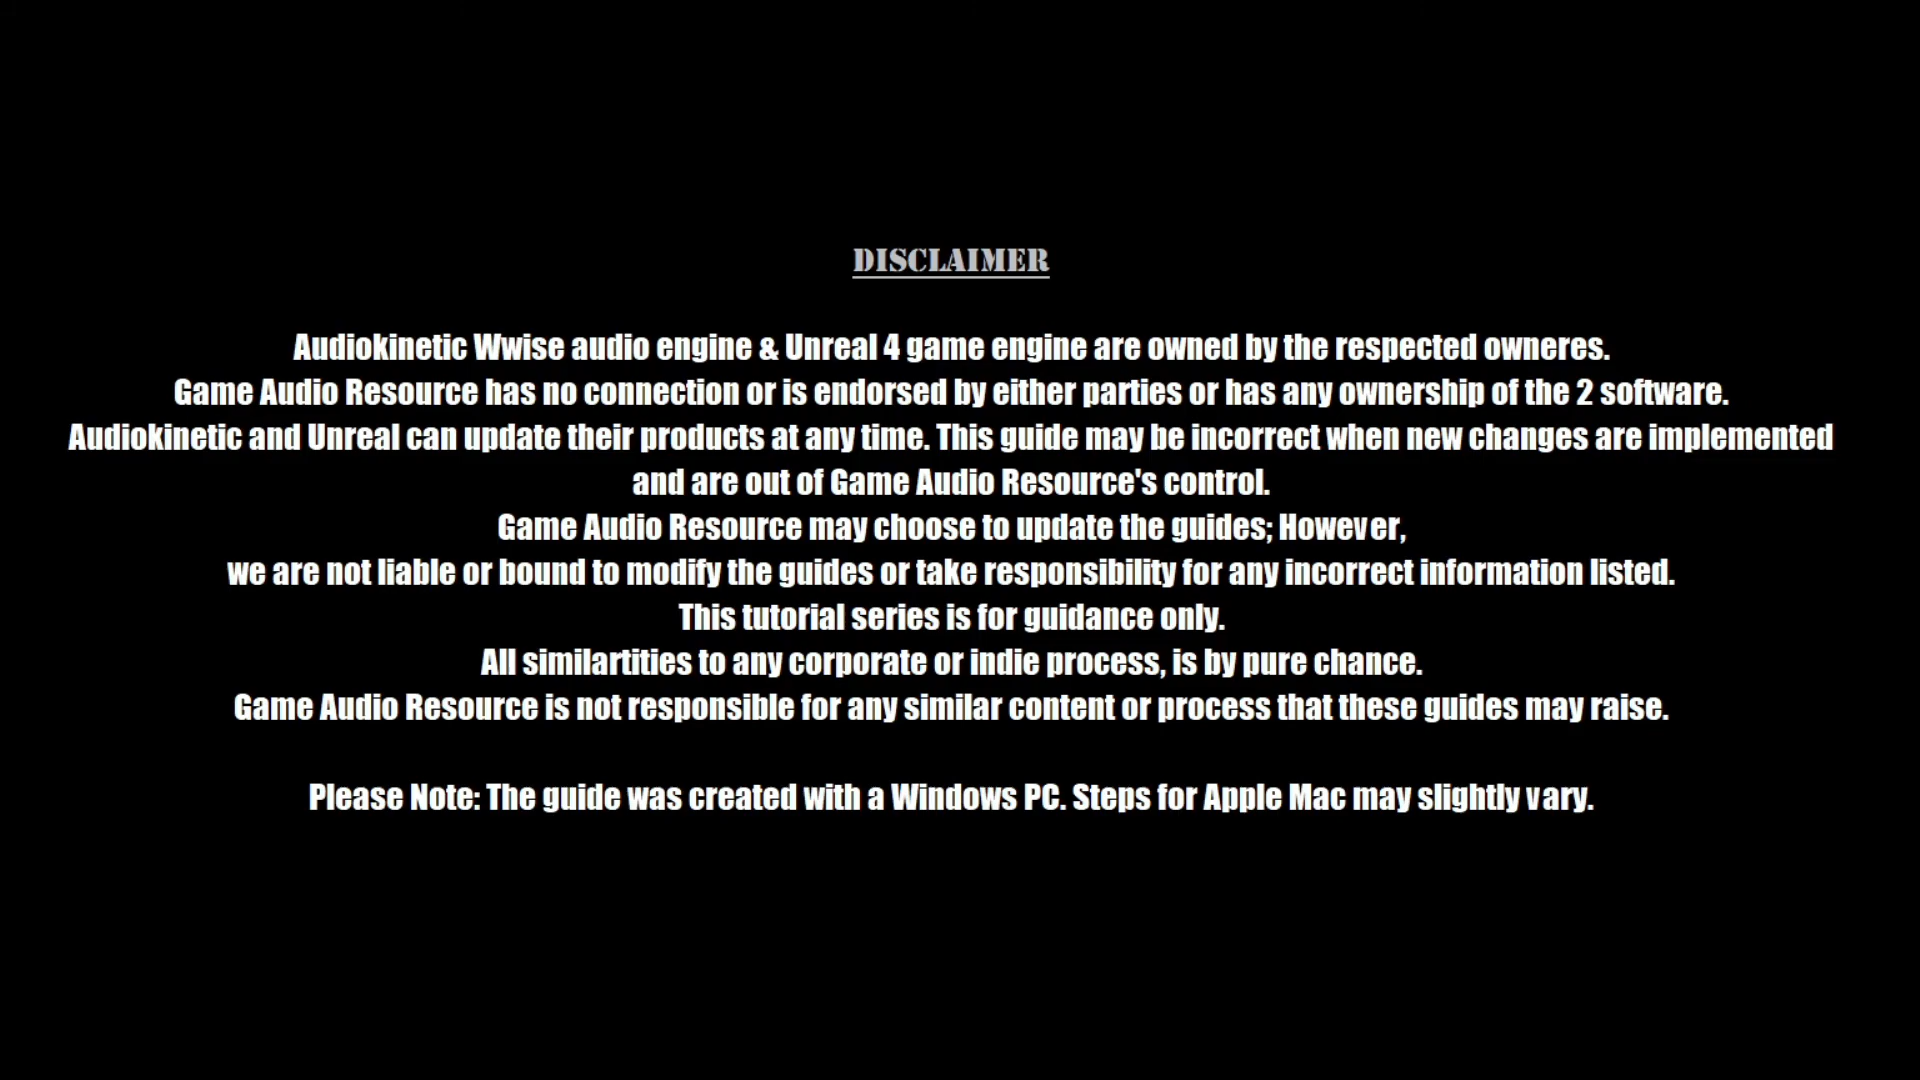 DISCLAIMER
Audiokinetic Wwise audio engine & Unreal 4 game engine are owned by the respected owneres.
Game Audio Resource has no connection or is endorsed by either parties or has any ownership of the 2 software.
Audiokinetic and Unreal can update their products at any time. This guide may be incorrect when new changes are implemented
and are out of Game Audio Resource's control.
Game Audio Resource may choose to update the guides; However,
we are not liable or bound to modify the guides or take responsibility for any incorrect information listed.
This tutorial series is for guidance only.
All similartities to any corporate or indie process, is by pure chance.
Game Audio Resource is not responsible for any similar content or process that these guides may raise.
Please Note: The guide was created with a Windows PC. Steps for Apple Mac may slightly vary.